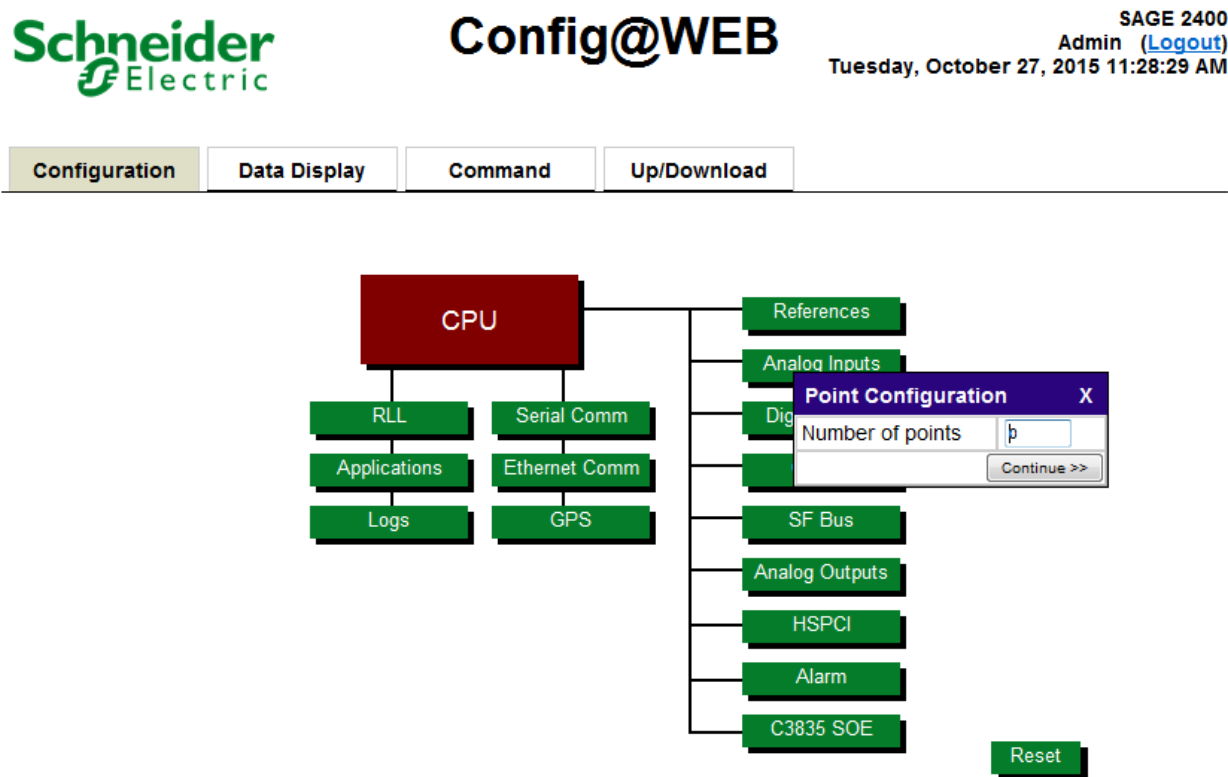 Schneider Electric
Config@WEB
SAGE 2400
Admin (Logout)
Tuesday, October 27, 2015 11:28:29 AM
Configuration
Data Display
Command
Up/Download
CPU
RLL
Applications
Logs
Serial Comm
Ethernet Comm
GPS
References
Analog Inputs
Dig
Point Configuration X
Number of points
Continue >>
SF Bus
Analog Outputs
HSPCI
Alarm
C3835 SOE
Reset